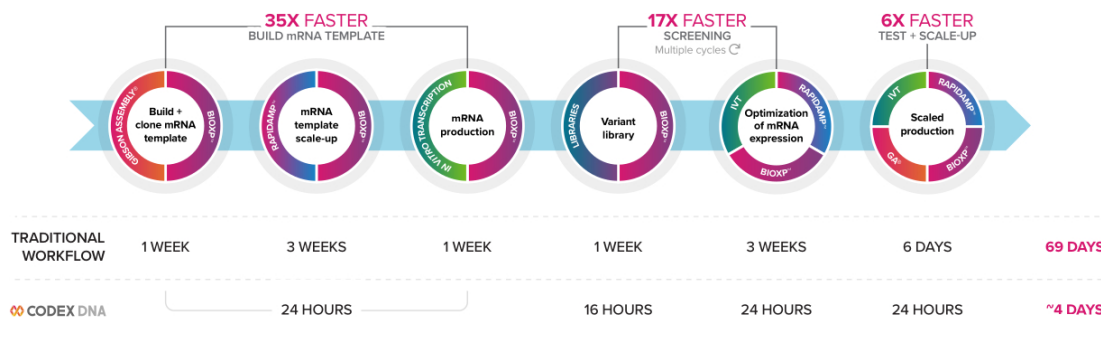 35X FASTER
BUILD mRNA TEMPLATE
17X FASTER
SCREENING
Multiple cycles
6X FASTER
TEST + SCALE-UP
GIBSON ASSEMBLY®
Build +
clone mRNA
template
BIOXP™
RAPIDAMP™
mRNA
template
scale-up
BIOXP™
IN VITRO TRANSCRIPTION
mRNA
production
BIOXP™
LIBRARIES
Variant
library
BIOXP™
IVT
RAPIDAMP™
Optimization
of mRNA
expression
BIOXP™
IVT
RAPIDAMP™
Scaled
production
GA®
BIOXP™
TRADITIONAL
WORKFLOW
1 WEEK
3 WEEKS
1 WEEK
1 WEEK
3 WEEKS
6 DAYS
69 DAYS
CODEX DNA
24 HOURS
16 HOURS
24 HOURS
24 HOURS
~4 DAYS